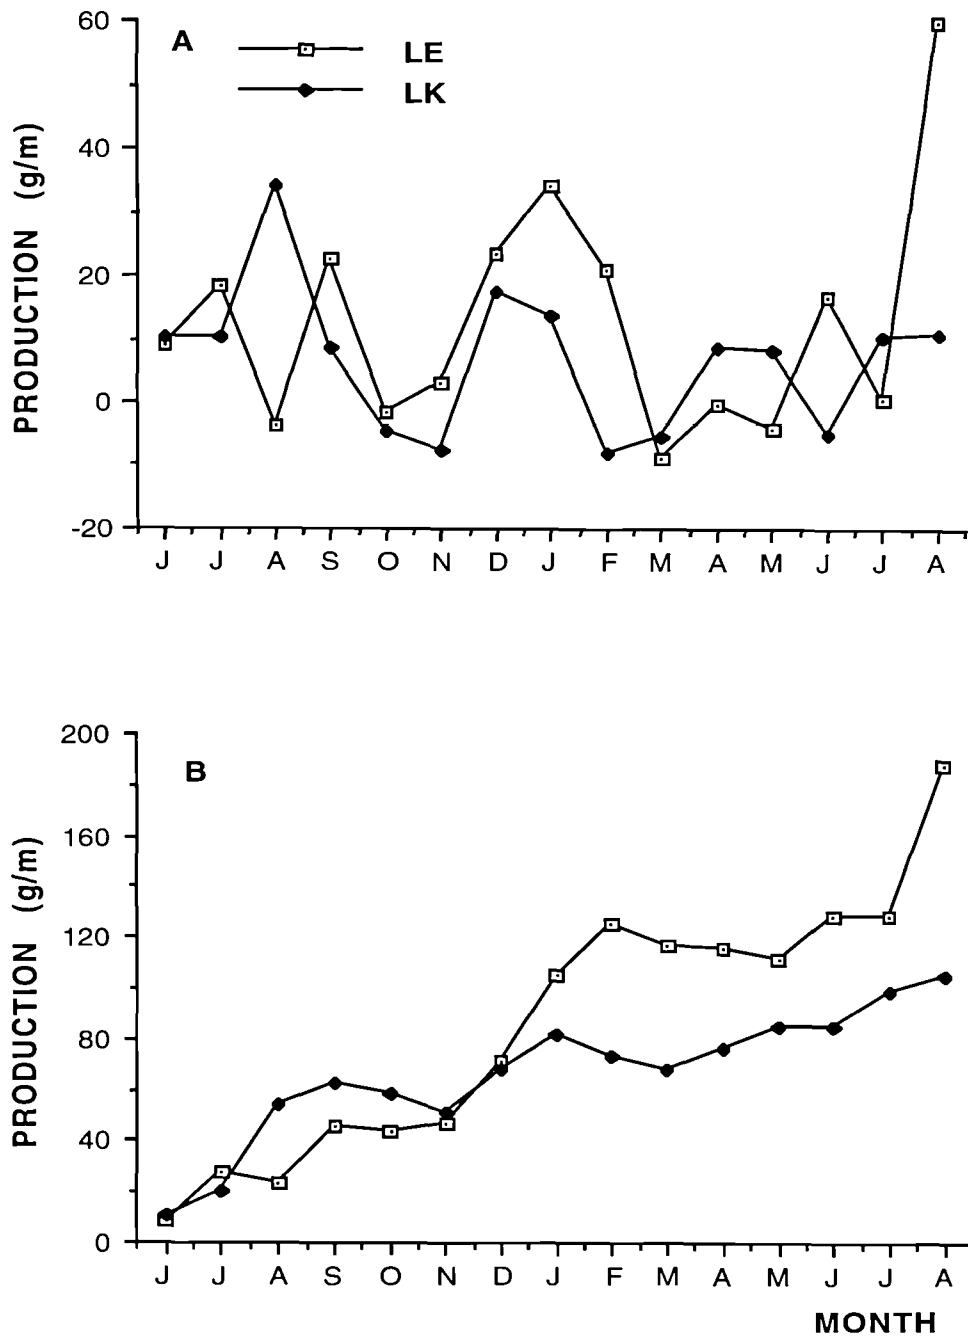 60
A
LE
LK
40
20
0
-20
PRODUCTION (g/m)
J J A S O N D J F M A M J J A
200
B
160
120
80
40
0
PRODUCTION (g/m)
J J A S O N D J F M A M J J A
MONTH